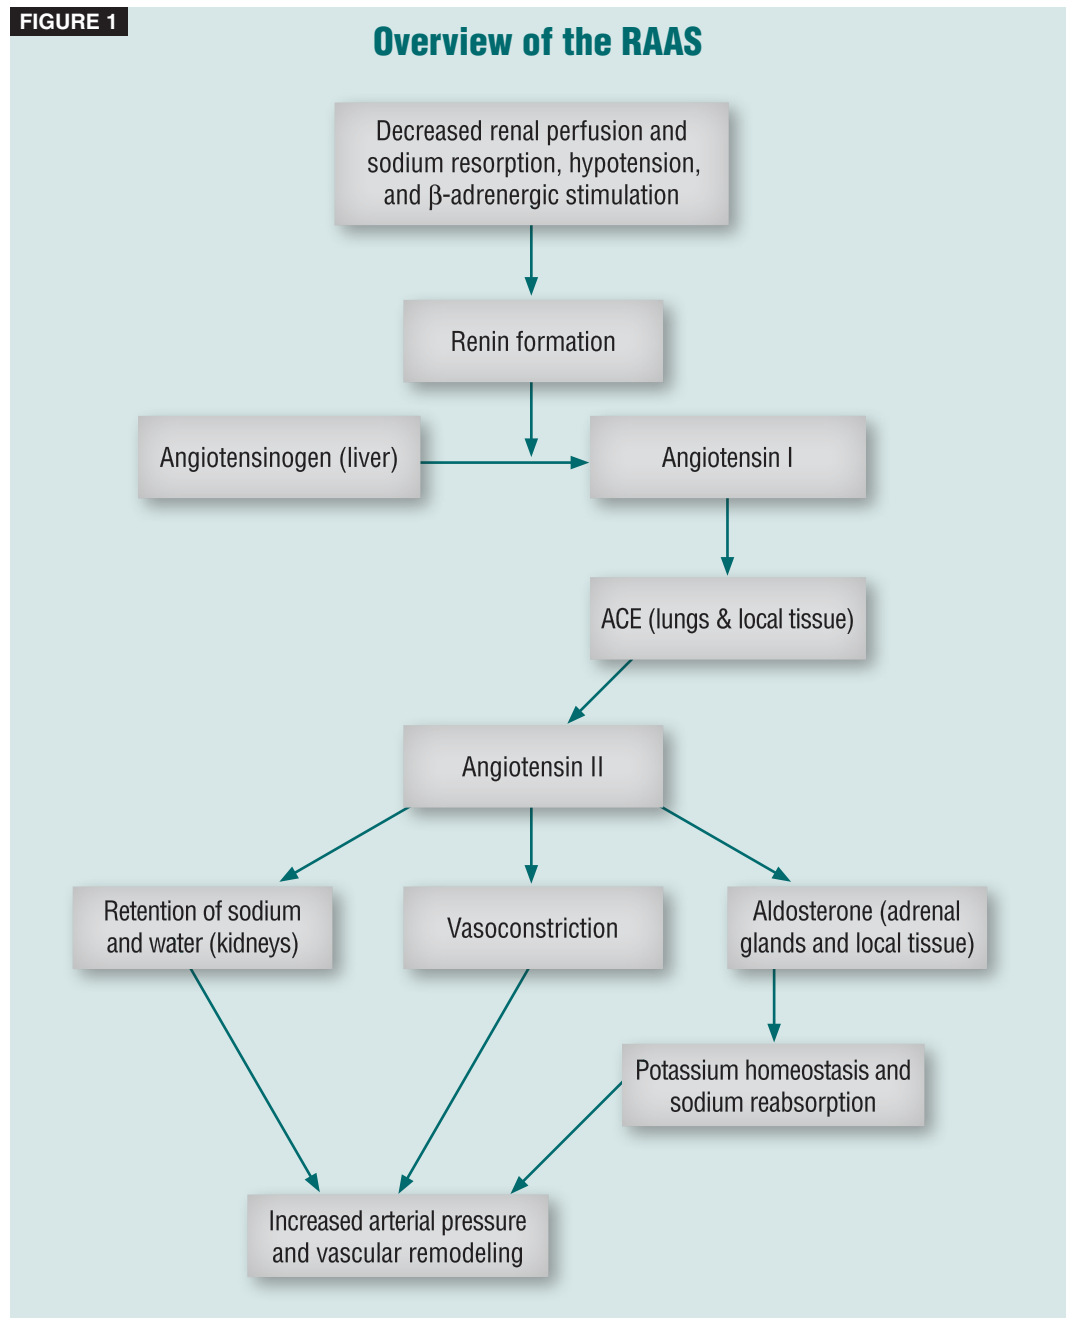 FIGURE 1
Overview of the RAAS
Decreased renal perfusion and
sodium resorption, hypotension,
and β-adrenergic stimulation
Renin formation
Angiotensinogen (liver)
Angiotensin I
ACE (lungs & local tissue)
Angiotensin II
Retention of sodium
and water (kidneys)
Vasoconstriction
Aldosterone (adrenal
glands and local tissue)
Potassium homeostasis and
sodium reabsorption
Increased arterial pressure
and vascular remodeling